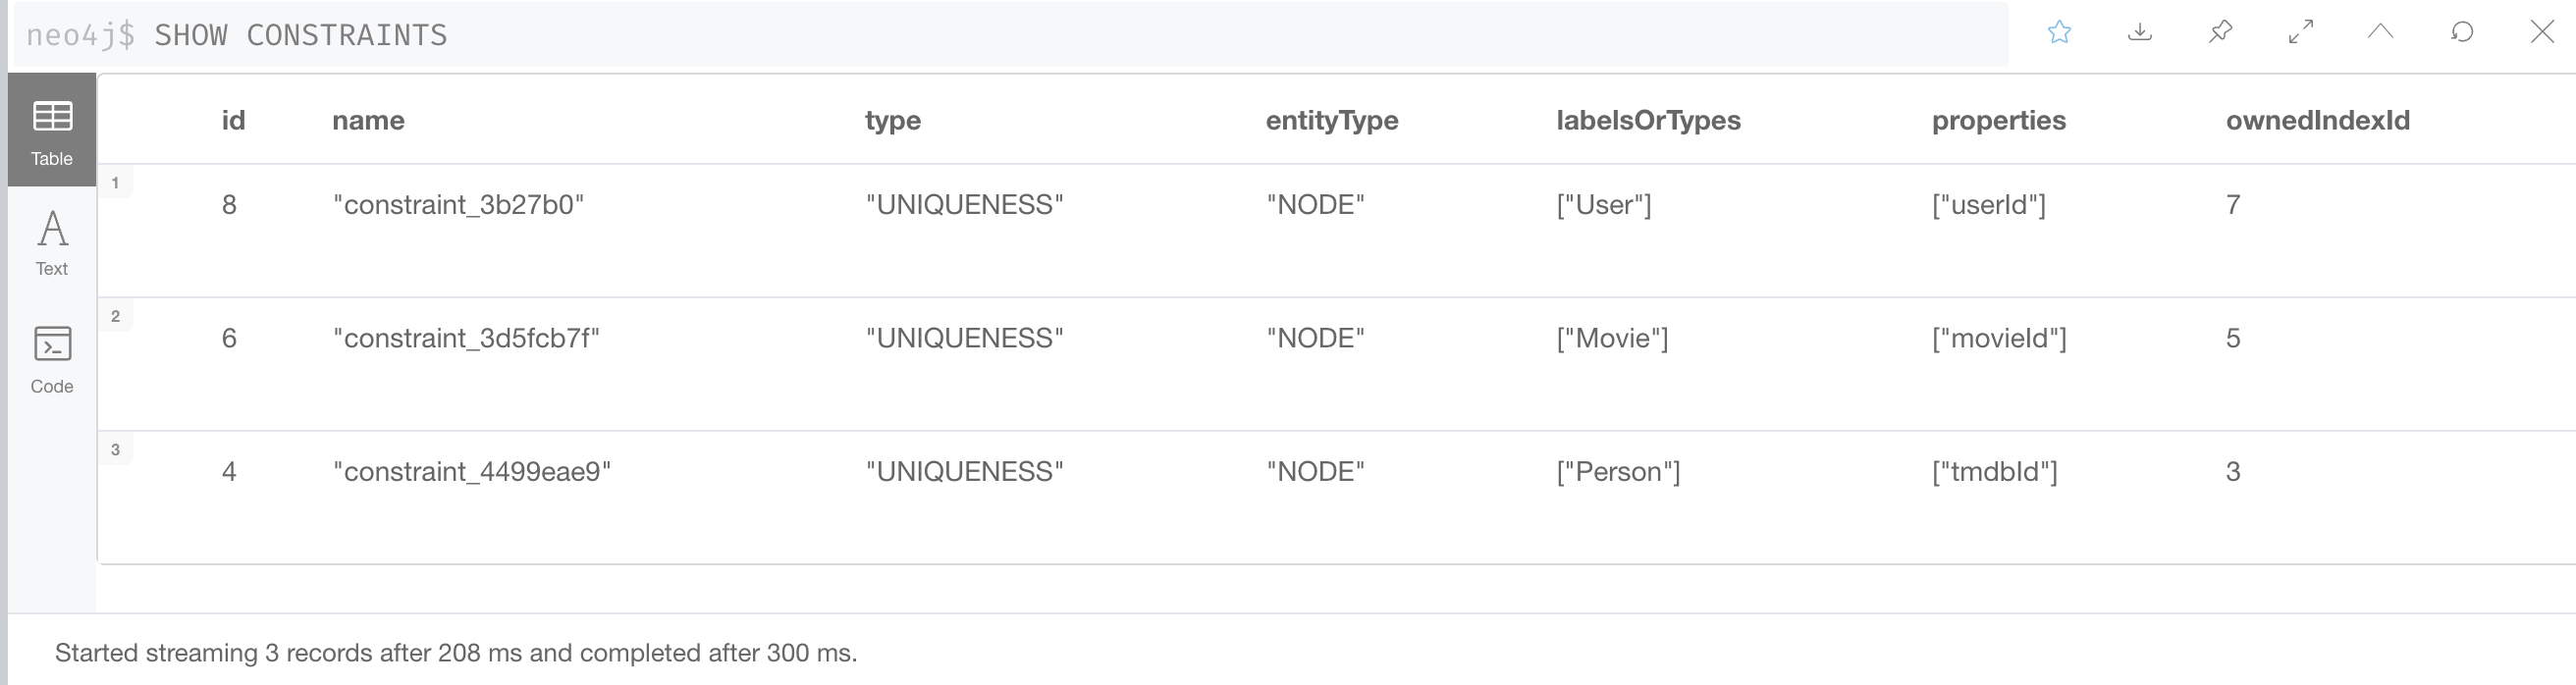 neo4j$ SHOW CONSTRAINTS
Table
Text
Code
id name type entityType labelsOrTypes properties ownedIndexId
1
8 "constraint_3b27b0" "UNIQUENESS" "NODE" ["User"] ["userId"] 7
2
6 "constraint_3d5fcb7f" "UNIQUENESS" "NODE" ["Movie"] ["movieId"] 5
3
4 "constraint_4499eae9" "UNIQUENESS" "NODE" ["Person"] ["tmdbId"] 3
Started streaming 3 records after 208 ms and completed after 300 ms.